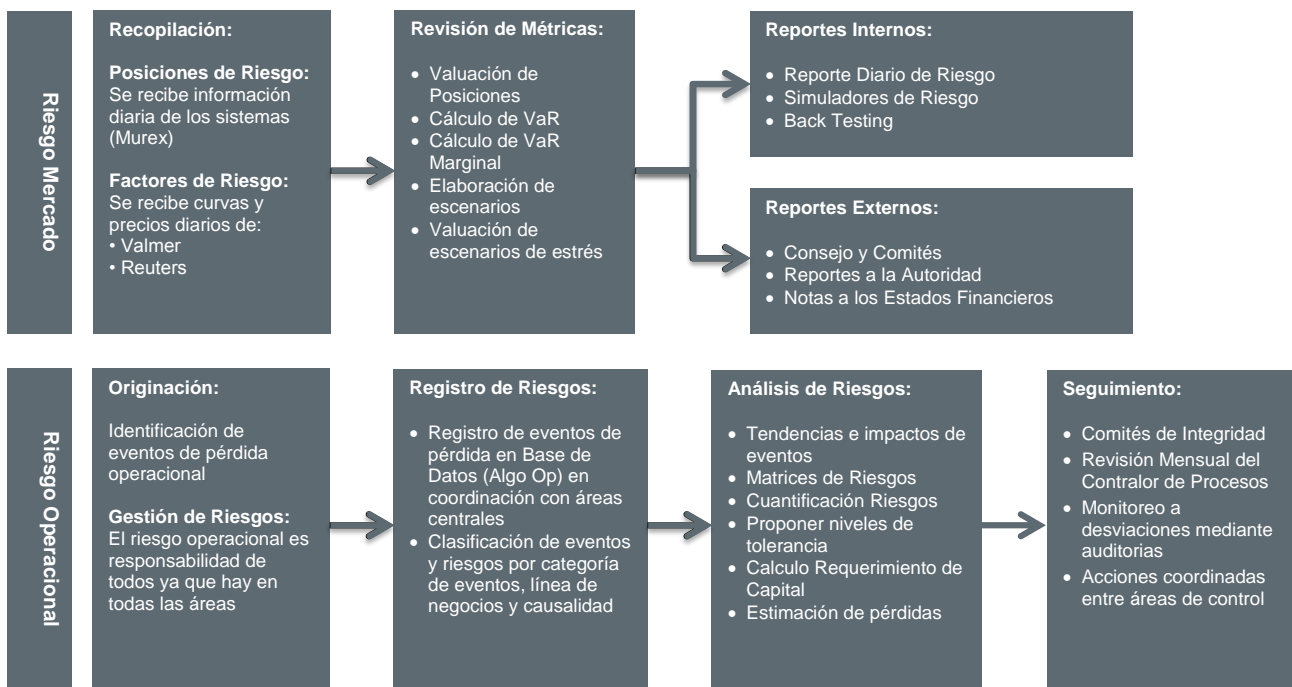 Riesgo Mercado
Recopilación:
Posiciones de Riesgo:
Se recibe información
diaria de los sistemas
(Murex)
Factores de Riesgo:
Se recibe curvas y
precios diarios de:
• Valmer
• Reuters
Revisión de Métricas:
• Valuación de
Posiciones
• Cálculo de VaR
• Cálculo de VaR
Marginal
• Elaboración de
escenarios
• Valuación de
escenarios de estrés
Reportes Internos:
• Reporte Diario de Riesgo
• Simuladores de Riesgo
• Back Testing
Reportes Externos:
• Consejo y Comités
• Reportes a la Autoridad
• Notas a los Estados Financieros
Riesgo Operacional
Originación:
Identificación de
eventos de pérdida
operacional
Gestión de Riesgos:
El riesgo operacional es
responsabilidad de
todos ya que hay en
todas las áreas
Registro de Riesgos:
• Registro de eventos de
pérdida en Base de
Datos (Algo Op) en
coordinación con áreas
centrales
• Clasificación de eventos
y riesgos por categoría
de eventos, línea de
negocios y causalidad
Análisis de Riesgos:
• Tendencias e impactos de
eventos
• Matrices de Riesgos
• Cuantificación Riesgos
• Proponer niveles de
tolerancia
• Calculo Requerimiento de
Capital
• Estimación de pérdidas
Seguimiento:
• Comités de Integridad
• Revisión Mensual del
Contralor de Procesos
• Monitoreo a
desviaciones mediante
auditorias
• Acciones coordinadas
entre áreas de control